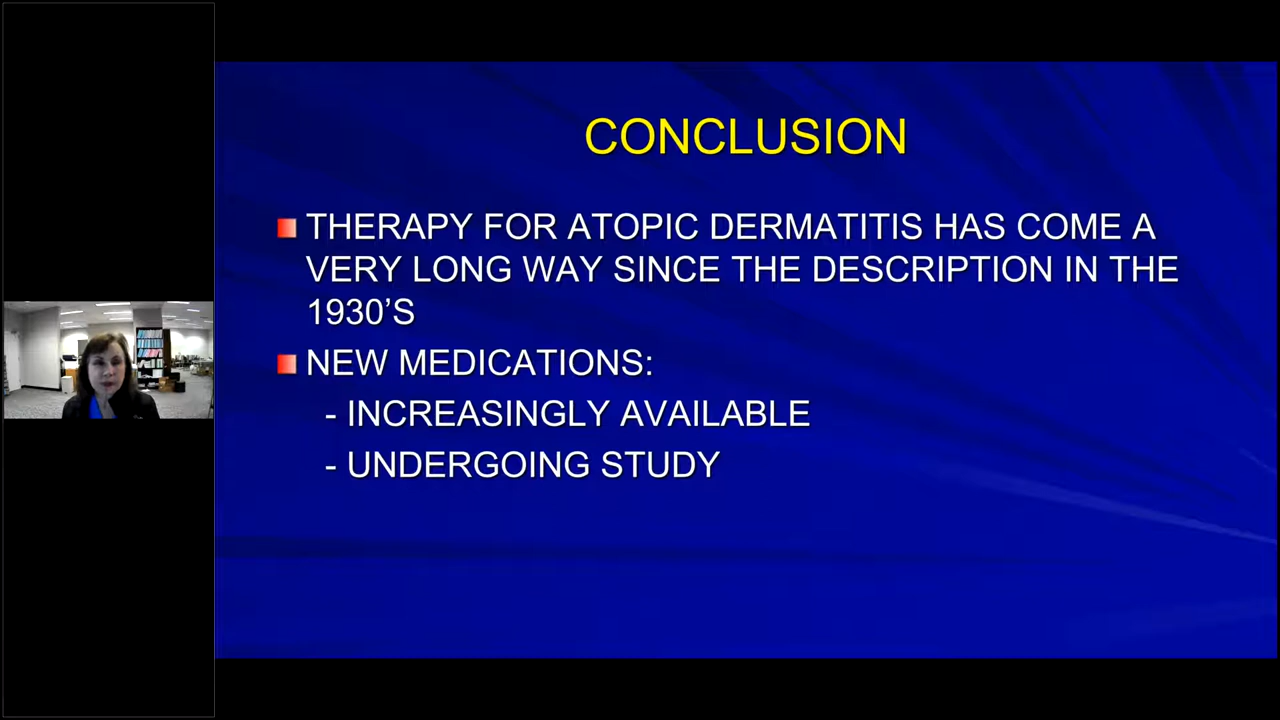 CONCLUSION
THERAPY FOR ATOPIC DERMATITIS HAS COME A
VERY LONG WAY SINCE THE DESCRIPTION IN THE
1930’S
NEW MEDICATIONS:
- INCREASINGLY AVAILABLE
- UNDERGOING STUDY